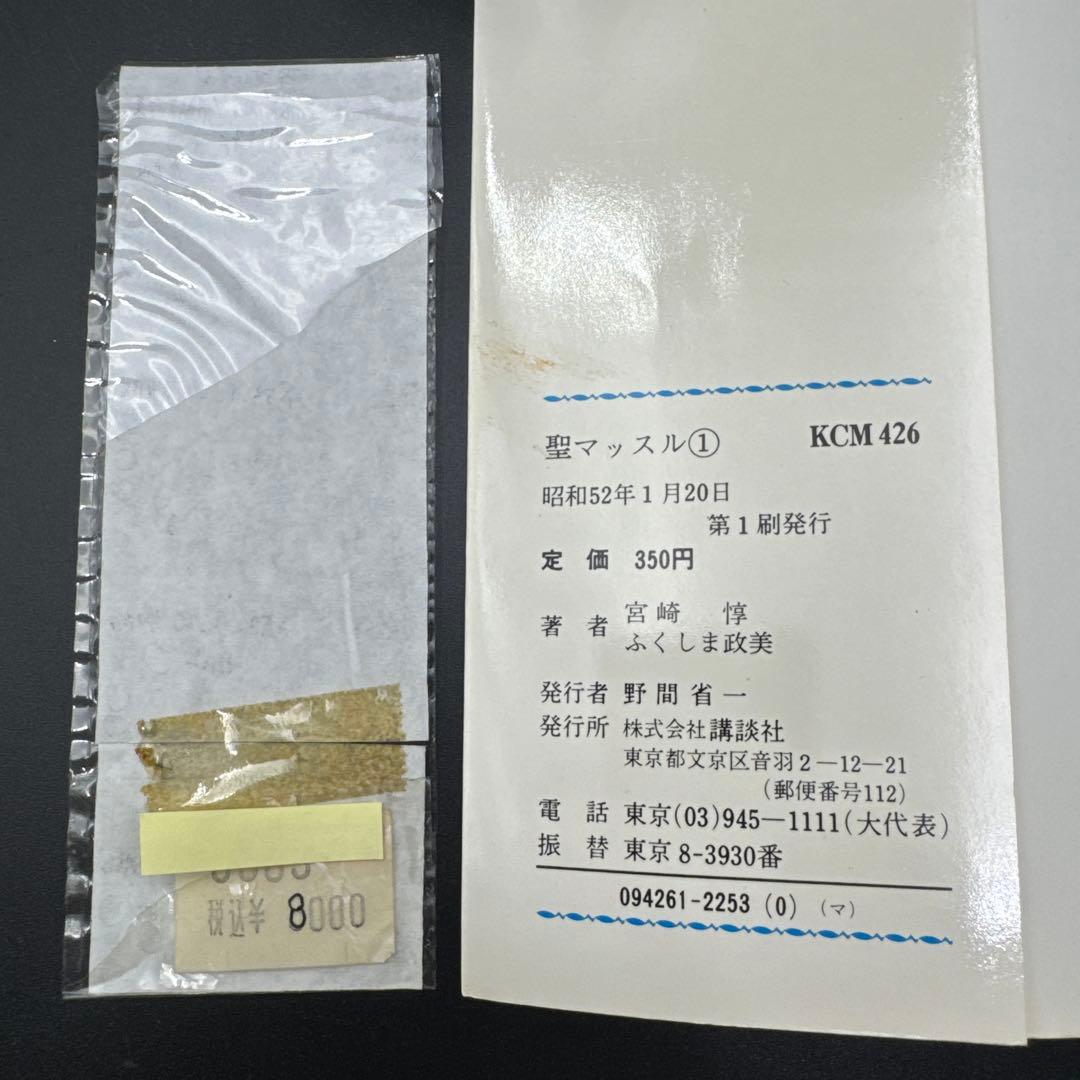 聖マッスル① KCM 426
昭和52年1月20日
第1刷発行
定価 350円
著者 宮崎 惇
ふくしま政美
発行者 野間省一
発行所 株式会社講談社
東京都文京区音羽2—12—21
(郵便番号112)
電話 東京(03)945—1111(大代表)
振替 東京8-3930番
094261-2253 (0) (マ)
税込¥ 8000